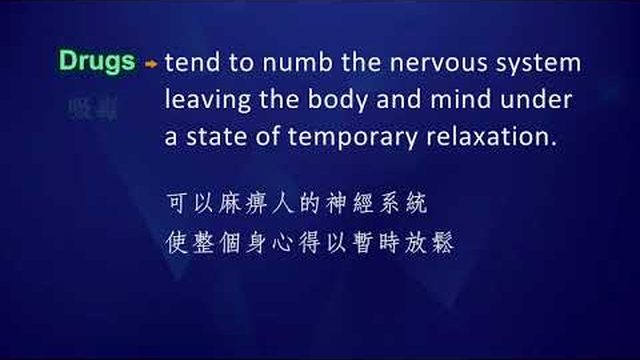 Drugs ➡ tend to numb the nervous system
吸毒 leaving the body and mind under
a state of temporary relaxation.
可以麻痹人的神經系統
使整個身心得以暫時放鬆